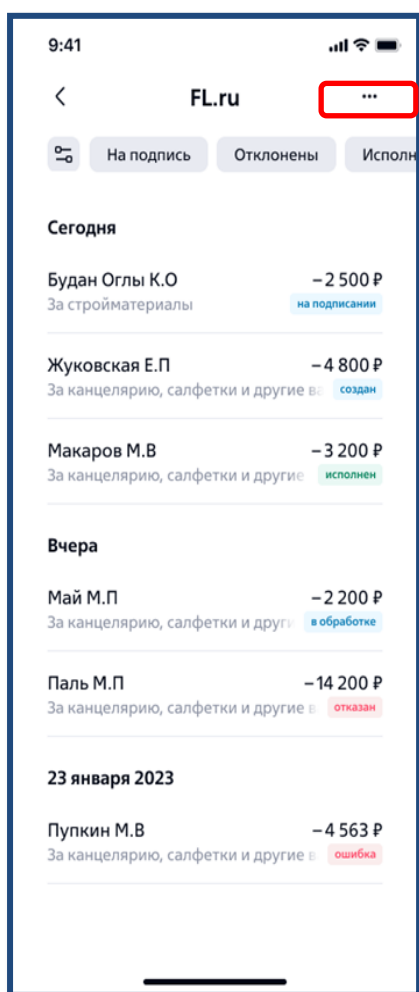 9:41
FL.ru
На подпись Отклонены Исполн
Сегодня
Будан Оглы К.О −2 500 ₽
За стройматериалы на подписании
Жуковская Е.П −4 800 ₽
За канцелярию, салфетки и другие ва создан
Макаров М.В −3 200 ₽
За канцелярию, салфетки и другие исполнен
Вчера
Май М.П −2 200 ₽
За канцелярию, салфетки и други в обработке
Паль М.П −14 200 ₽
За канцелярию, салфетки и другие в отказан
23 января 2023
Пупкин М.В −4 563 ₽
За канцелярию, салфетки и другие в ошибка